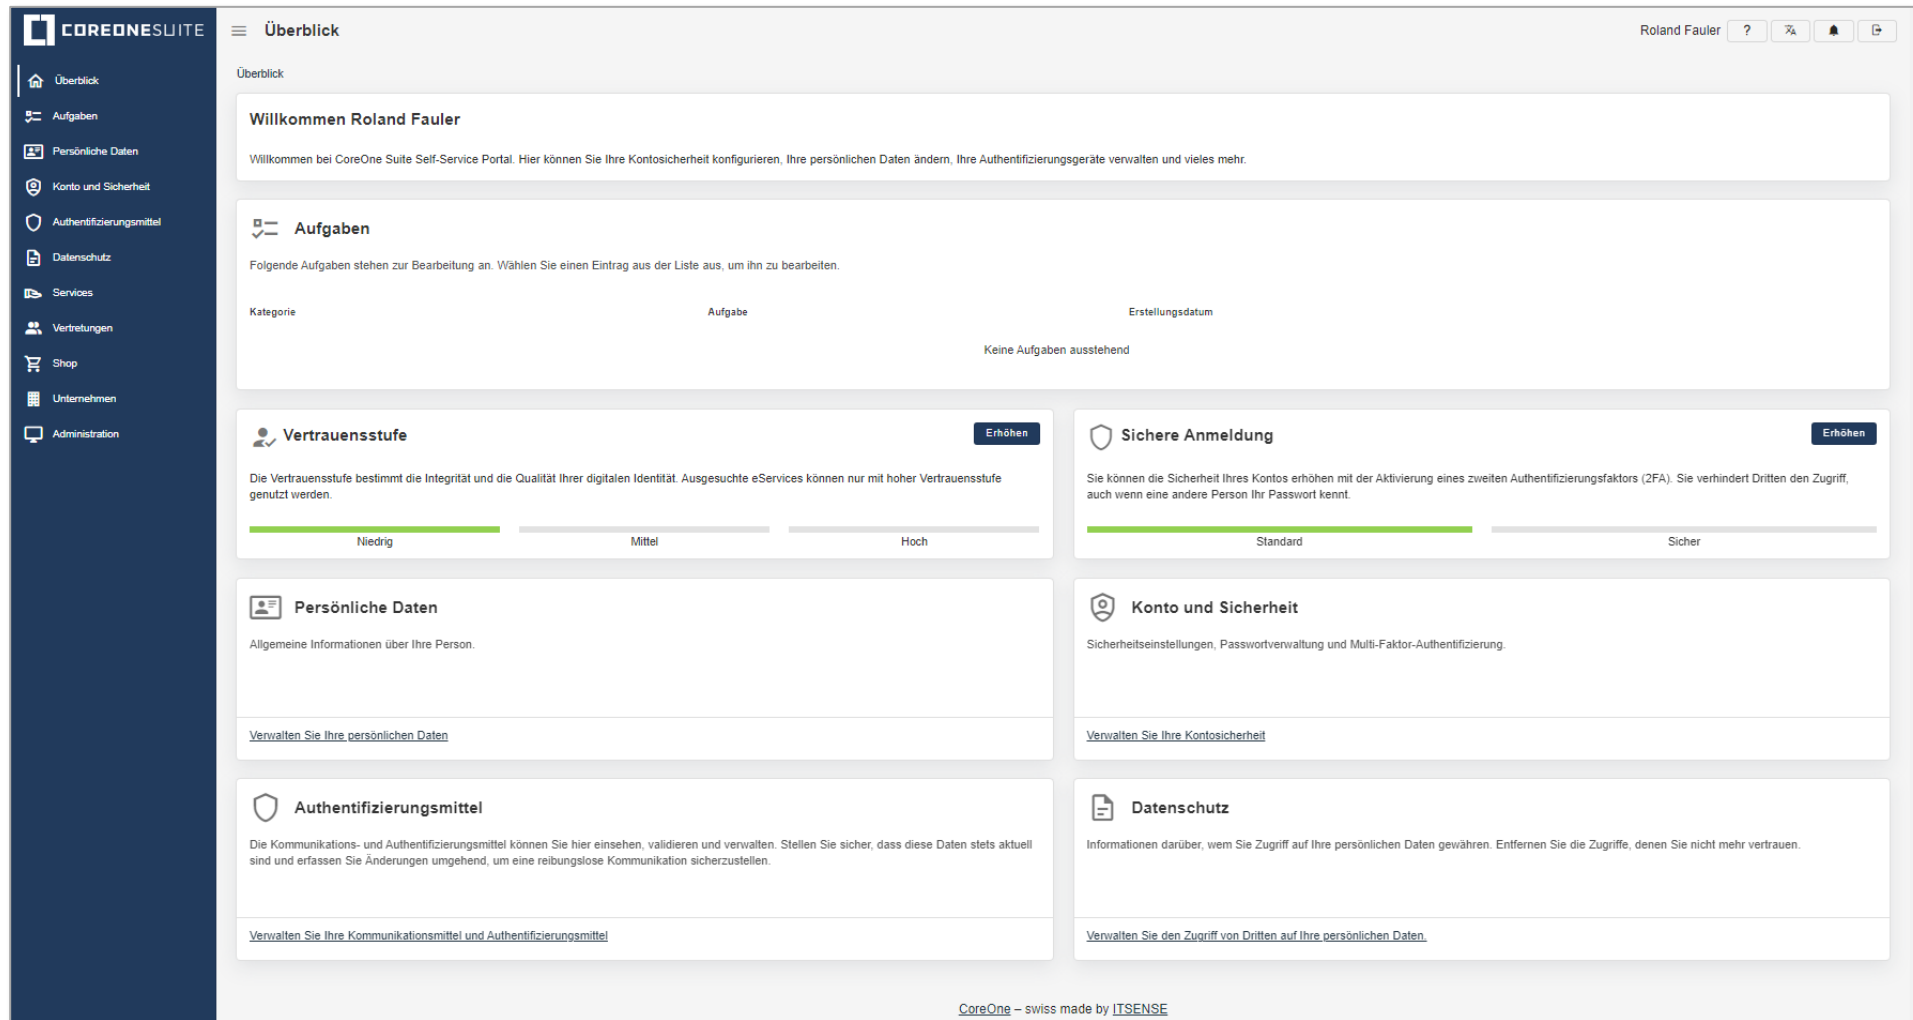 COREONESUITE
Überblick
Roland Fauler
?
Überblick
Aufgaben
Persönliche Daten
Konto und Sicherheit
Authentifizierungsmittel
Datenschutz
Services
Vertretungen
Shop
Unternehmen
Administration
Überblick
Willkommen Roland Fauler
Willkommen bei CoreOne Suite Self-Service Portal. Hier können Sie Ihre Kontosicherheit konfigurieren, Ihre persönlichen Daten ändern, Ihre Authentifizierungsgeräte verwalten und vieles mehr.
Aufgaben
Folgende Aufgaben stehen zur Bearbeitung an. Wählen Sie einen Eintrag aus der Liste aus, um ihn zu bearbeiten.
Kategorie Aufgabe Erstellungsdatum
Keine Aufgaben ausstehend
Vertrauensstufe
Erhöhen
Die Vertrauensstufe bestimmt die Integrität und die Qualität Ihrer digitalen Identität. Ausgesuchte eServices können nur mit hoher Vertrauensstufe
genutzt werden.
Niedrig Mittel Hoch
Sichere Anmeldung
Erhöhen
Sie können die Sicherheit Ihres Kontos erhöhen mit der Aktivierung eines zweiten Authentifizierungsfaktors (2FA). Sie verhindert Dritten den Zugriff,
auch wenn eine andere Person Ihr Passwort kennt.
Standard Sicher
Persönliche Daten
Allgemeine Informationen über Ihre Person.
Verwalten Sie Ihre persönlichen Daten
Konto und Sicherheit
Sicherheitseinstellungen, Passwortverwaltung und Multi-Faktor-Authentifizierung.
Verwalten Sie Ihre Kontosicherheit
Authentifizierungsmittel
Die Kommunikations- und Authentifizierungsmittel können Sie hier einsehen, validieren und verwalten. Stellen Sie sicher, dass diese Daten stets aktuell
sind und erfassen Sie Änderungen umgehend, um eine reibungslose Kommunikation sicherzustellen.
Verwalten Sie Ihre Kommunikationsmittel und Authentifizierungsmittel
Datenschutz
Informationen darüber, wem Sie Zugriff auf Ihre persönlichen Daten gewähren. Entfernen Sie die Zugriffe, denen Sie nicht mehr vertrauen.
Verwalten Sie den Zugriff von Dritten auf Ihre persönlichen Daten.
CoreOne – swiss made by ITSENSE